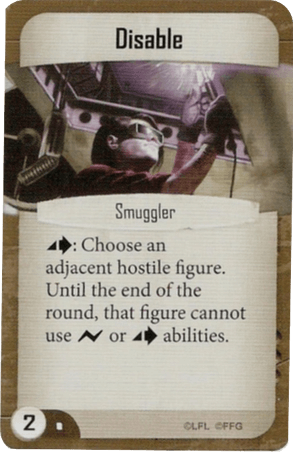 Disable
Smuggler
: Choose an
adjacent hostile figure.
Until the end of the
round, that figure cannot
use or abilities.
2
©LFL ©FFG